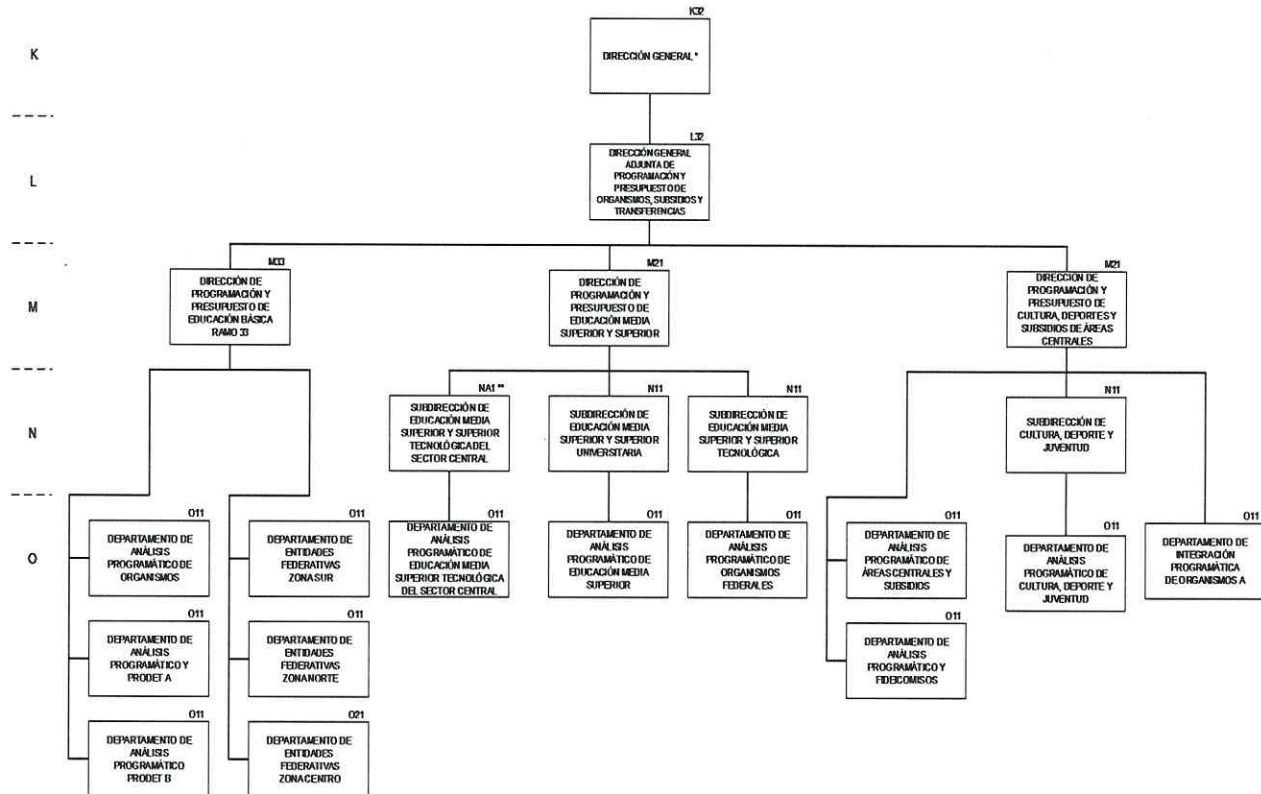 K32
K
DIRECCIÓN GENERAL *
L32
L
DIRECCIÓN GENERAL
ADJUNTA DE
PROGRAMACIÓN Y
PRESUPUESTO DE
ORGANISMOS, SUBSIDIOS Y
TRANSFERENCIAS
M
M33
DIRECCIÓN DE
PROGRAMACIÓN Y
PRESUPUESTO DE
EDUCACIÓN BÁSICA
RAMO 33
M21
DIRECCIÓN DE
PROGRAMACIÓN Y
PRESUPUESTO DE
EDUCACIÓN MEDIA
SUPERIOR Y SUPERIOR
M21
DIRECCIÓN DE
PROGRAMACIÓN Y
PRESUPUESTO DE
CULTURA, DEPORTES Y
SUBSIDIOS DE ÁREAS
CENTRALES
N
NA1 **
SUBDIRECCIÓN DE
EDUCACIÓN MEDIA
SUPERIOR Y SUPERIOR
TECNOLÓGICA DEL
SECTOR CENTRAL
N11
SUBDIRECCIÓN DE
EDUCACIÓN MEDIA
SUPERIOR Y SUPERIOR
UNIVERSITARIA
N11
SUBDIRECCIÓN DE
EDUCACIÓN MEDIA
SUPERIOR Y SUPERIOR
TECNOLÓGICA
N11
SUBDIRECCIÓN DE
CULTURA, DEPORTE Y
JUVENTUD
O
O11
DEPARTAMENTO DE
ANÁLISIS
PROGRAMÁTICO DE
ORGANISMOS
O11
DEPARTAMENTO DE
ENTIDADES
FEDERATIVAS
ZONA SUR
O11
DEPARTAMENTO DE
ANÁLISIS
PROGRAMÁTICO DE
EDUCACIÓN MEDIA
SUPERIOR TECNOLÓGICA
DEL SECTOR CENTRAL
O11
DEPARTAMENTO DE
ANÁLISIS
PROGRAMÁTICO DE
EDUCACIÓN MEDIA
SUPERIOR
O11
DEPARTAMENTO DE
ANÁLISIS
PROGRAMÁTICO DE
ORGANISMOS
FEDERALES
O11
DEPARTAMENTO DE
ANÁLISIS
PROGRAMÁTICO DE
ÁREAS CENTRALES Y
SUBSIDIOS
O11
DEPARTAMENTO DE
ANÁLISIS
PROGRAMÁTICO DE
CULTURA, DEPORTE Y
JUVENTUD
O11
DEPARTAMENTO DE
INTEGRACIÓN
PROGRAMÁTICA
DE ORGANISMOS A
O11
DEPARTAMENTO DE
ANÁLISIS
PROGRAMÁTICO Y
PRODET A
O11
DEPARTAMENTO DE
ENTIDADES
FEDERATIVAS
ZONA NORTE
O11
DEPARTAMENTO DE
ANÁLISIS
PROGRAMÁTICO Y
FIDEICOMISOS
O11
DEPARTAMENTO DE
ANÁLISIS
PROGRAMÁTICO
PRODET B
O21
DEPARTAMENTO DE
ENTIDADES
FEDERATIVAS
ZONA CENTRO